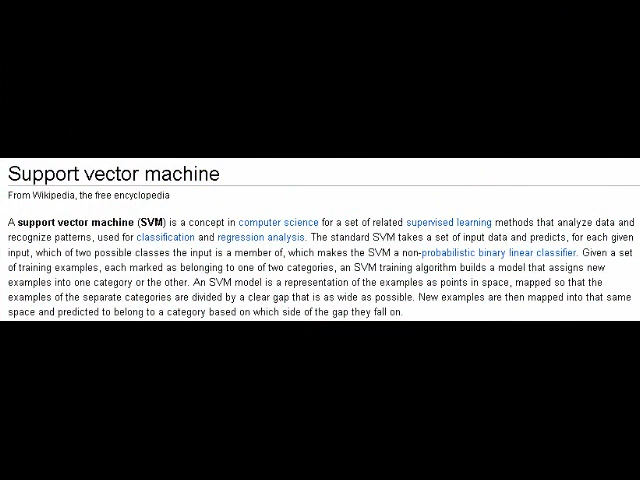 Support vector machine
From Wikipedia, the free encyclopedia
A support vector machine (SVM) is a concept in computer science for a set of related supervised learning methods that analyze data and
recognize patterns, used for classification and regression analysis. The standard SVM takes a set of input data and predicts, for each given
input, which of two possible classes the input is a member of, which makes the SVM a non-probabilistic binary linear classifier. Given a set
of training examples, each marked as belonging to one of two categories, an SVM training algorithm builds a model that assigns new
examples into one category or the other. An SVM model is a representation of the examples as points in space, mapped so that the
examples of the separate categories are divided by a clear gap that is as wide as possible. New examples are then mapped into that same
space and predicted to belong to a category based on which side of the gap they fall on.